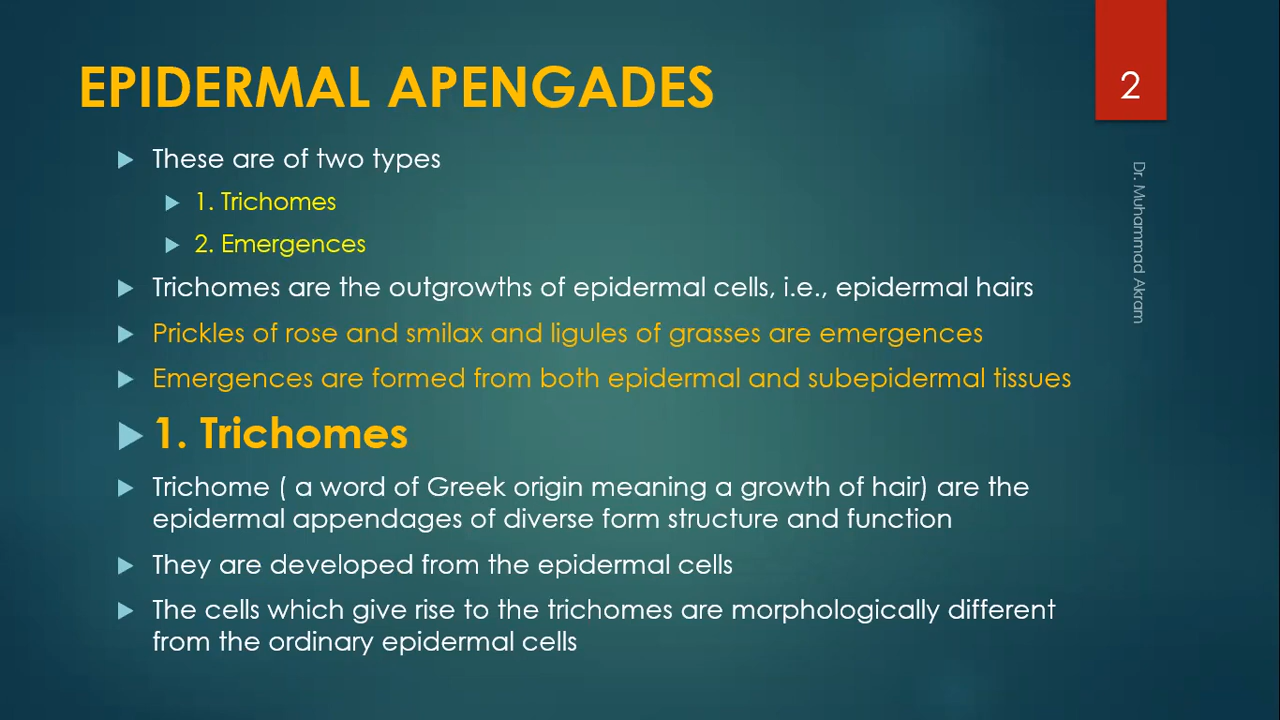 EPIDERMAL APENGADES
2
These are of two types
1. Trichomes
2. Emergences
Trichomes are the outgrowths of epidermal cells, i.e., epidermal hairs
Prickles of rose and smilax and ligules of grasses are emergences
Emergences are formed from both epidermal and subepidermal tissues
1. Trichomes
Trichome ( a word of Greek origin meaning a growth of hair) are the
epidermal appendages of diverse form structure and function
They are developed from the epidermal cells
The cells which give rise to the trichomes are morphologically different
from the ordinary epidermal cells
Dr. Muhammad Akram